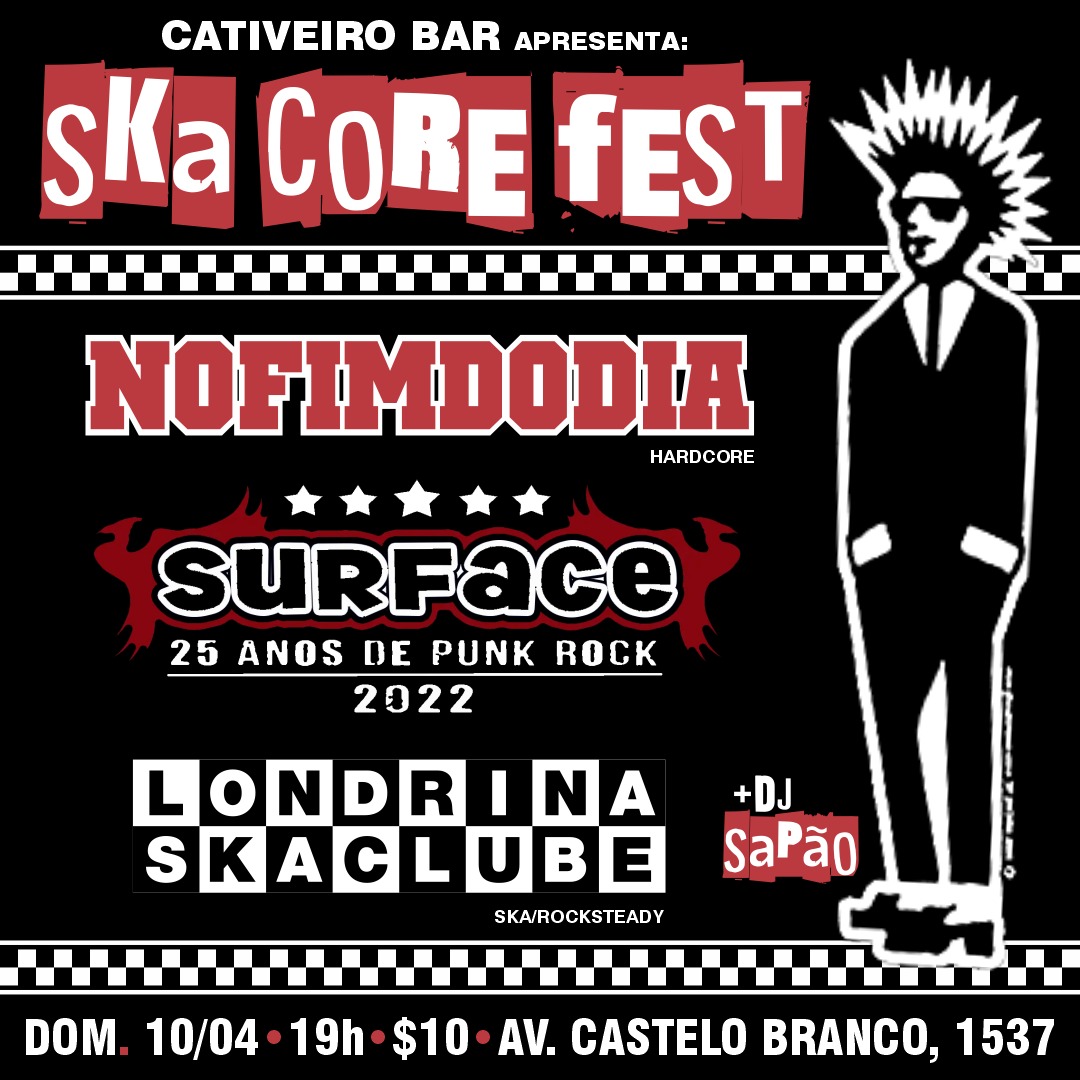 CATIVEIRO BAR APRESENTA:
SKa CORE fEST
NOFIMDODIA
HARDCORE
SURFace
25 ANOS DE PUNK ROCK
2022
LONDRINA
SKACLUBE
SKA/ROCKSTEADY
+DJ
SaPão
DOM. 10/04 • 19h • $10 • AV. CASTELO BRANCO, 1537